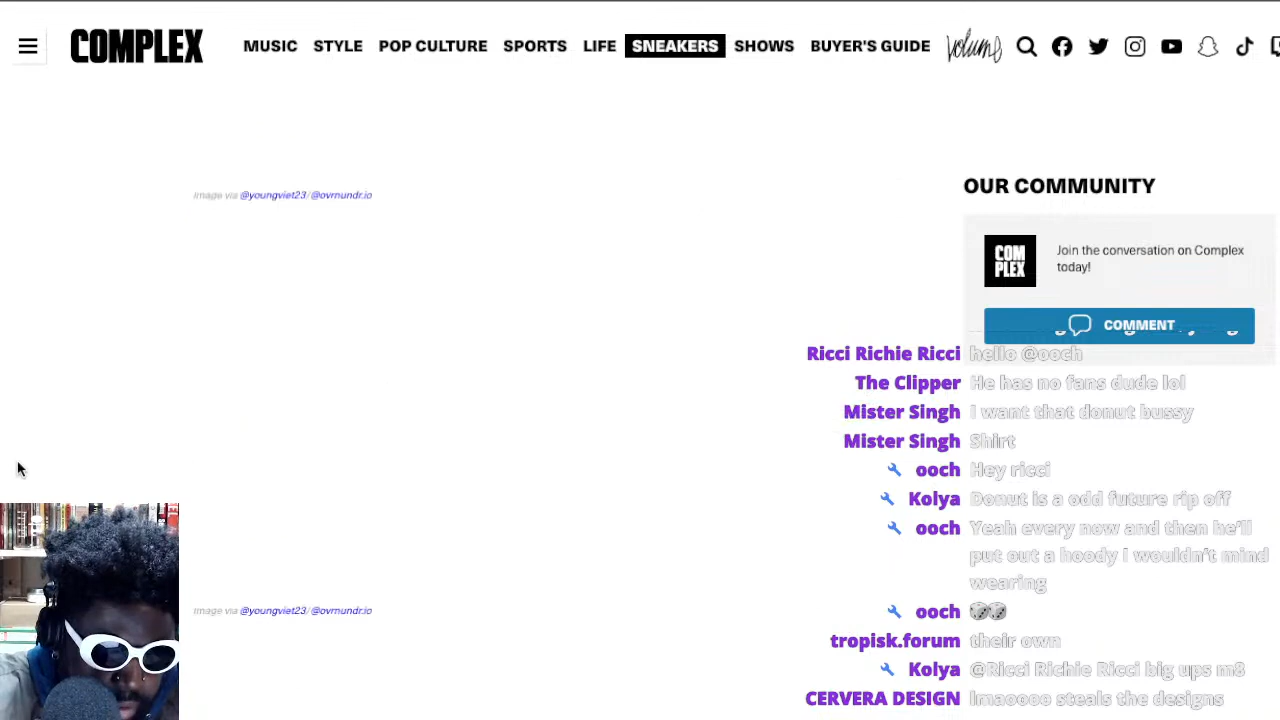 COMPLEX
MUSIC STYLE POP CULTURE SPORTS LIFE SNEAKERS SHOWS BUYER'S GUIDE Volume
Image via @youngviet23/@ovrnundr.io
OUR COMMUNITY
COM
PLEX
Join the conversation on Complex
today!
COMMENT
Ricci Richie Ricci hello @ooch
The Clipper He has no fans dude lol
Mister Singh I want that donut bussy
Mister Singh Shirt
ooch Hey ricci
Kolya Donut is a odd future rip off
ooch Yeah every now and then he'll
put out a hoody I wouldn't mind
wearing
Image via @youngviet23/@ovrnundr.io
ooch
tropisk.forum their own
Kolya @Ricci Richie Ricci big ups m8
CERVERA DESIGN lmaoooo steals the designs